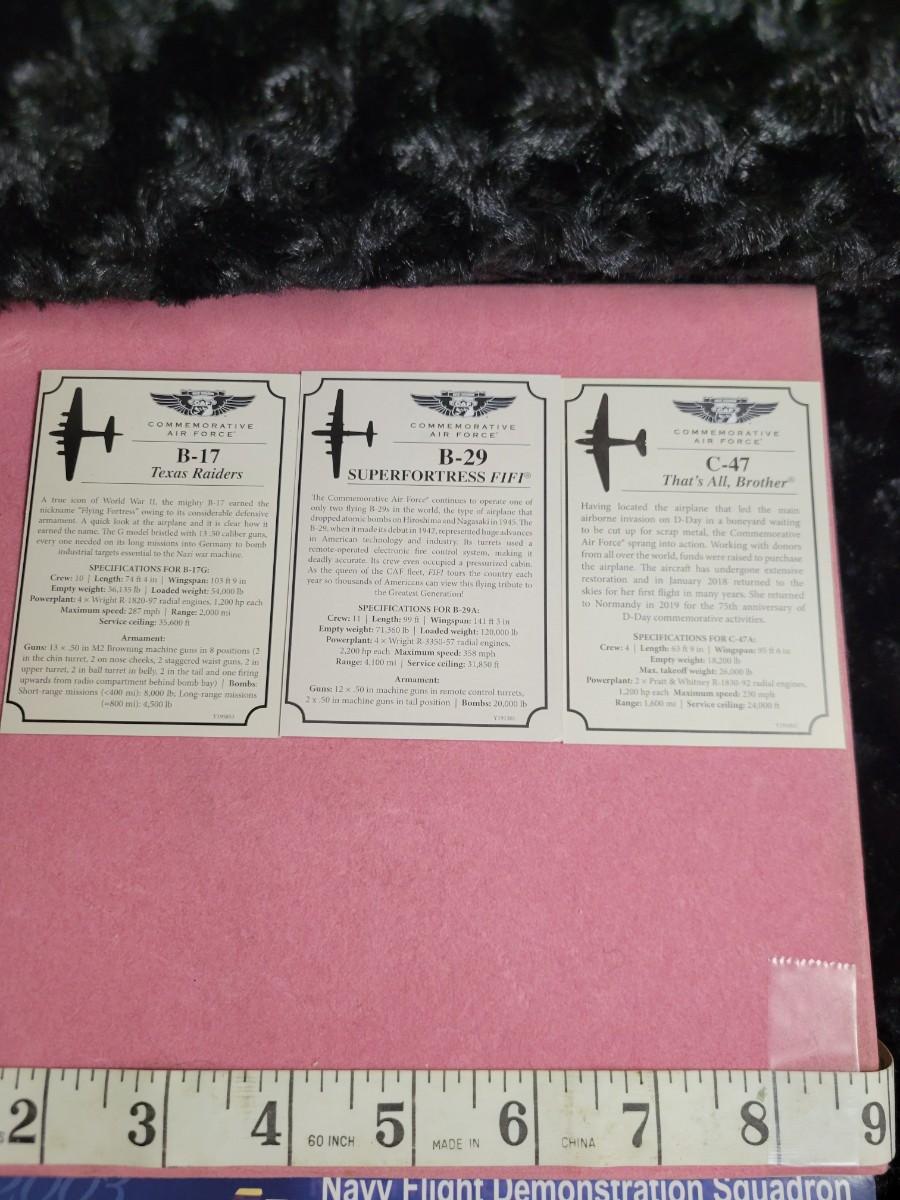 COMMEMORATIVE
AIR FORCE
B-17
Texas Raiders
A true icon of World War II, the mighty B-17 earned the
nickname "Flying Fortress" owing to its considerable defensive
armament. A quick look at the airplane and it is clear how it
earned the name. The G model bristled with 13 .50 caliber guns,
every one needed on its long missions into Germany to bomb
industrial targets essential to the Nazi war machine.
SPECIFICATIONS FOR B-17G:
Crew: 10 | Length: 74 ft 4 in | Wingspan: 103 ft 9 in
Empty weight: 36,135 lb | Loaded weight: 54,000 lb
Powerplant: 4 × Wright R-1820-97 radial engines, 1,200 hp each
Maximum speed: 287 mph | Range: 2,000 mi
Service ceiling: 35,600 ft
Armament:
Guns: 13 × .50 in M2 Browning machine guns in 8 positions (2
in the chin turret, 2 on nose cheeks, 2 staggered waist guns, 2 in
upper turret, 2 in ball turret in belly, 2 in the tail and one firing
upwards from radio compartment behind bomb bay) | Bombs:
Short-range missions (<400 mi): 8,000 lb; Long-range missions
(≈800 mi): 4,500 lb
COMMEMORATIVE
AIR FORCE
B-29
SUPERFORTRESS FIFI®
The Commemorative Air Force® continues to operate one of
only two flying B-29s in the world, the type of airplane that
dropped atomic bombs on Hiroshima and Nagasaki in 1945. The
B-29, when it made its debut in 1942, represented huge advances
in American technology and industry. Its turrets used a
remote-operated electronic fire control system, making it
deadly accurate. Its crew even occupied a pressurized cabin.
As the queen of the CAF fleet, FIFI tours the country each
year so thousands of Americans can view this flying tribute to
the Greatest Generation!
SPECIFICATIONS FOR B-29A:
Crew: 11 | Length: 99 ft | Wingspan: 141 ft 3 in
Empty weight: 71,360 lb | Loaded weight: 120,000 lb
Powerplant: 4 × Wright R-3350-57 radial engines,
2,200 hp each Maximum speed: 358 mph
Range: 4,100 mi | Service ceiling: 31,850 ft
Armament:
Guns: 12 × .50 in machine guns in remote control turrets,
2 x .50 in machine guns in tail position | Bombs: 20,000 lb
COMMEMORATIVE
AIR FORCE
C-47
That's All, Brother®
Having located the airplane that led the main
airborne invasion on D-Day in a boneyard waiting
to be cut up for scrap metal, the Commemorative
Air Force® sprang into action. Working with donors
from all over the world, funds were raised to purchase
the airplane. The aircraft has undergone extensive
restoration and in January 2018 returned to the
skies for her first flight in many years. She returned
to Normandy in 2019 for the 75th anniversary of
D-Day commemorative activities.
SPECIFICATIONS FOR C-47A:
Crew: 4 | Length: 63 ft 9 in | Wingspan: 95 ft 6 in
Empty weight: 18,200 lb
Max. takeoff weight: 26,000 lb
Powerplant: 2 × Pratt & Whitney R-1830-92 radial engines,
1,200 hp each Maximum speed: 230 mph
Range: 1,600 mi | Service ceiling: 24,000 ft
2 3 4 60 INCH 5 MADE IN 6 CHINA 7 8 9
2003 Navy Flight Demonstration Squadron